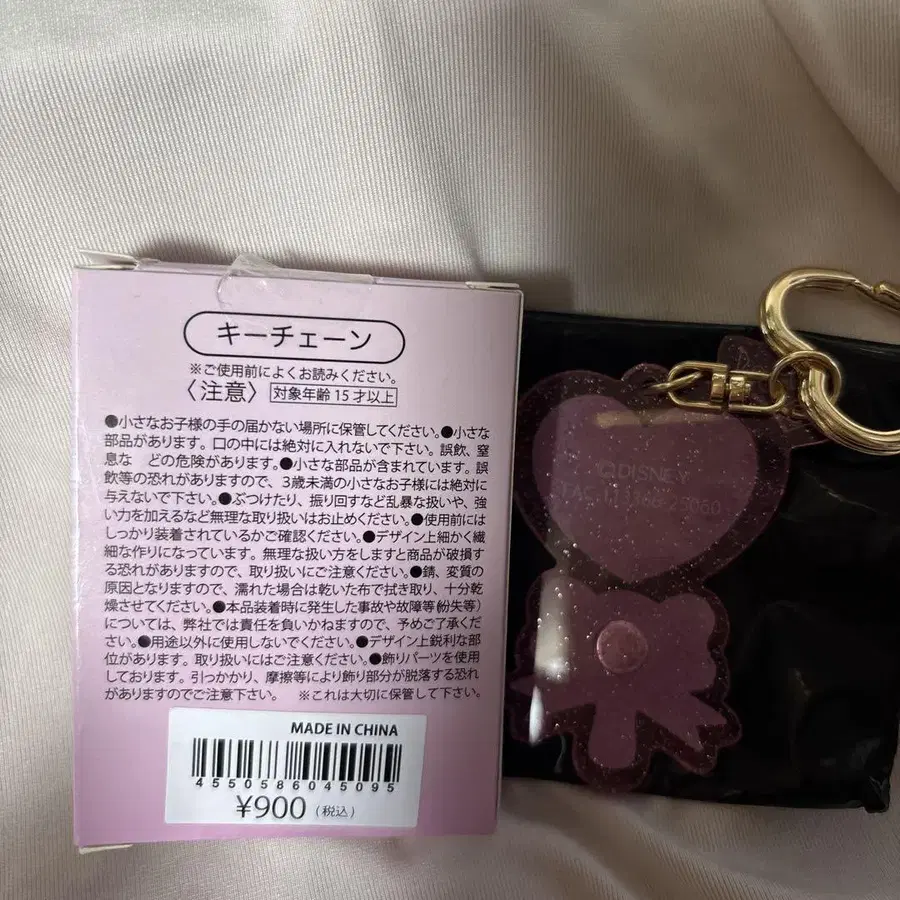 キーチェーン
※ご使用前によくお読みください。
〈注意〉 対象年齢 15 才以上
●小さなお子様の手の届かない場所に保管してください。●小さな
部品があります。口の中には絶対に入れないで下さい。誤飲、窒
息な　どの危険があります。●小さな部品が含まれています。誤
飲等の恐れがありますので、3歳未満の小さなお子様には絶対に
与えないで下さい。●ぶつけたり、振り回すなど乱暴な扱いや、強
い力を加えるなど無理な取り扱いはお止めください。●使用前には
しっかり装着されているかご確認ください。●デザイン上細かく繊
細な作りになっています。無理な扱い方をしますと商品が破損す
る恐れがありますので、取り扱いにご注意ください。●錆、変質の
原因となりますので、濡れた場合は乾いた布で拭き取り、十分乾
燥させてください。●本品装着時に発生した事故や故障等(紛失等)
については、弊社では責任を負いかねますので、予めご了承くだ
さい。●用途以外に使用しないでください。●デザイン上鋭利な部
位があります。取り扱いにはご注意ください。●飾りパーツを使用
しております。引っかかり、摩擦等により飾り部分が脱落する恐れ
がありますのでご注意下さい。　※これは大切に保管して下さい。
MADE IN CHINA
4550586045095
¥900 (税込)
©DISNEY